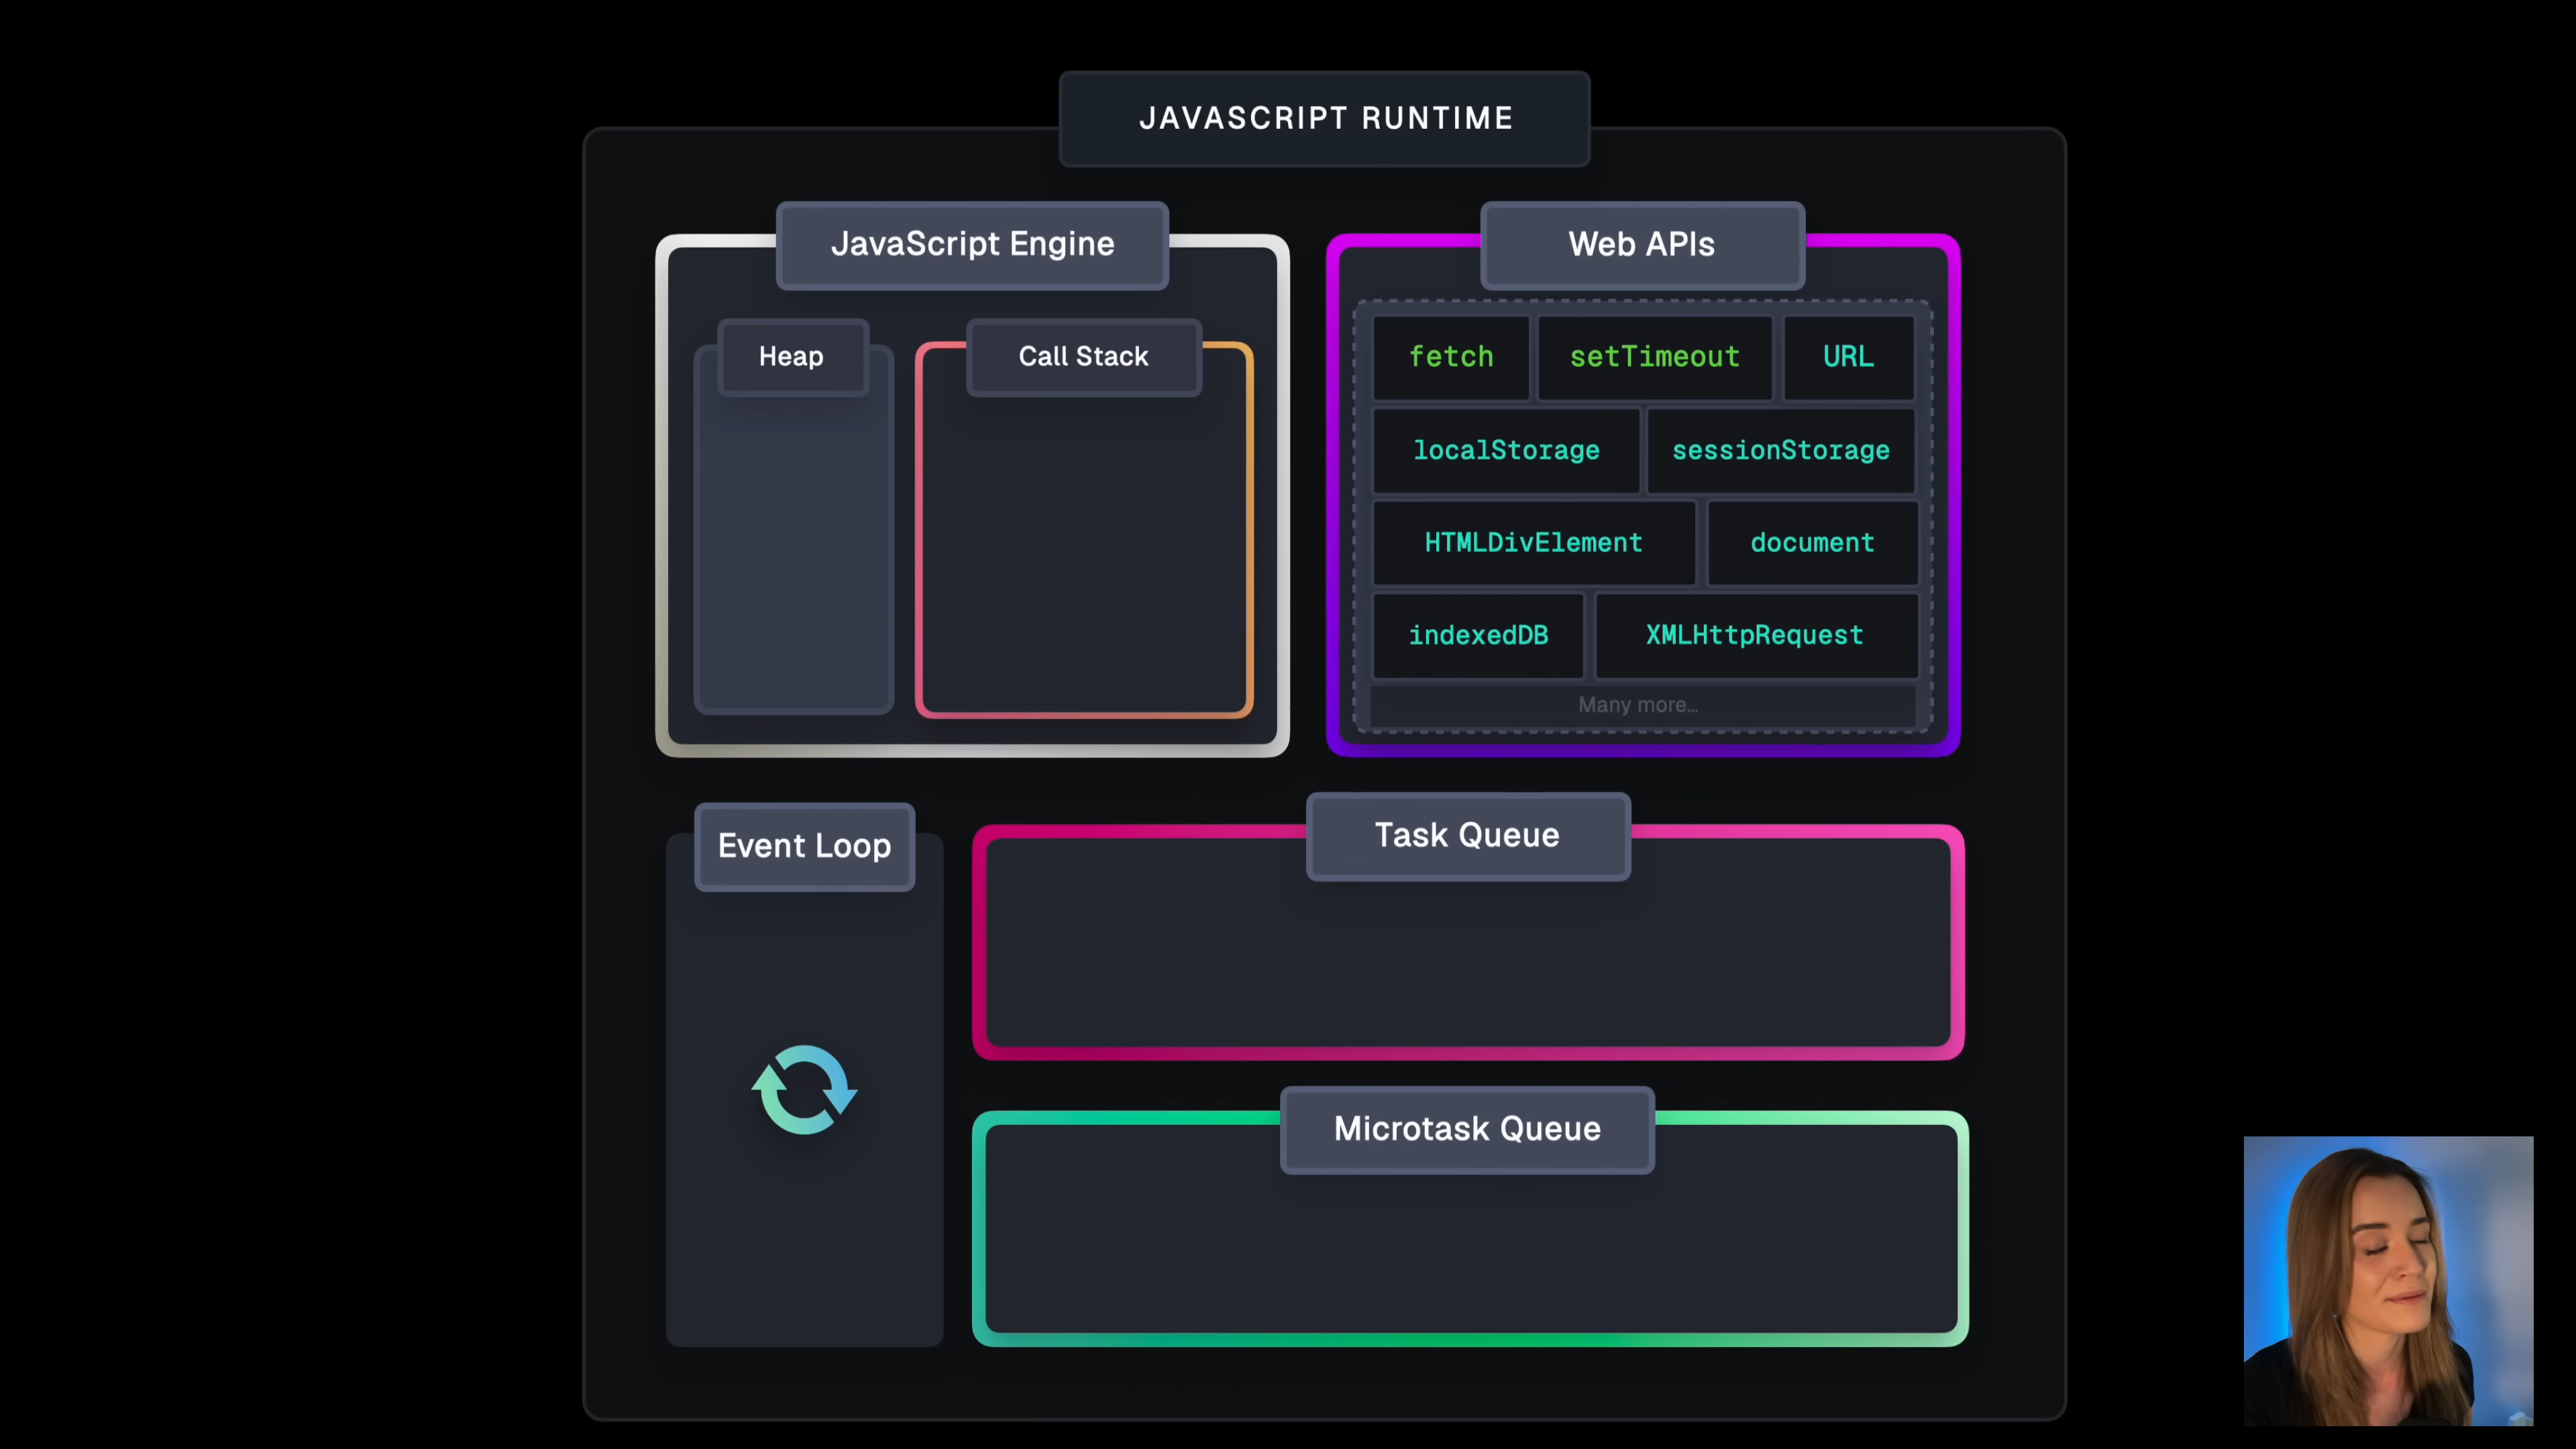 JAVASCRIPT RUNTIME
JavaScript Engine
Heap
Call Stack
Web APIs
fetch
setTimeout
URL
localStorage
sessionStorage
HTMLDivElement
document
indexedDB
XMLHttpRequest
Many more...
Event Loop
Task Queue
Microtask Queue